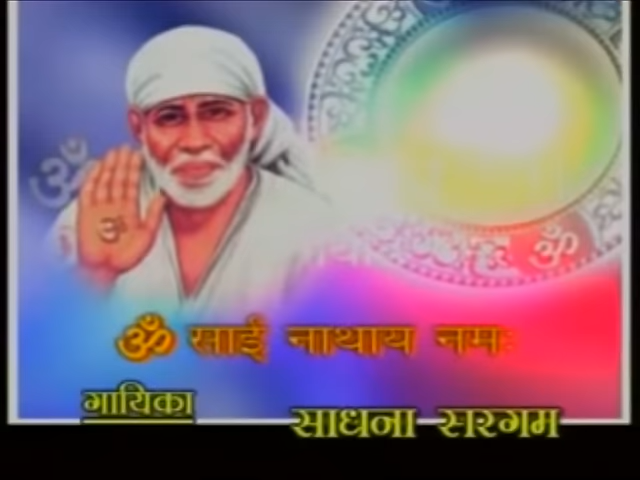 ॐ साईं नाथाय नमः
गायिका
साधना सरगम